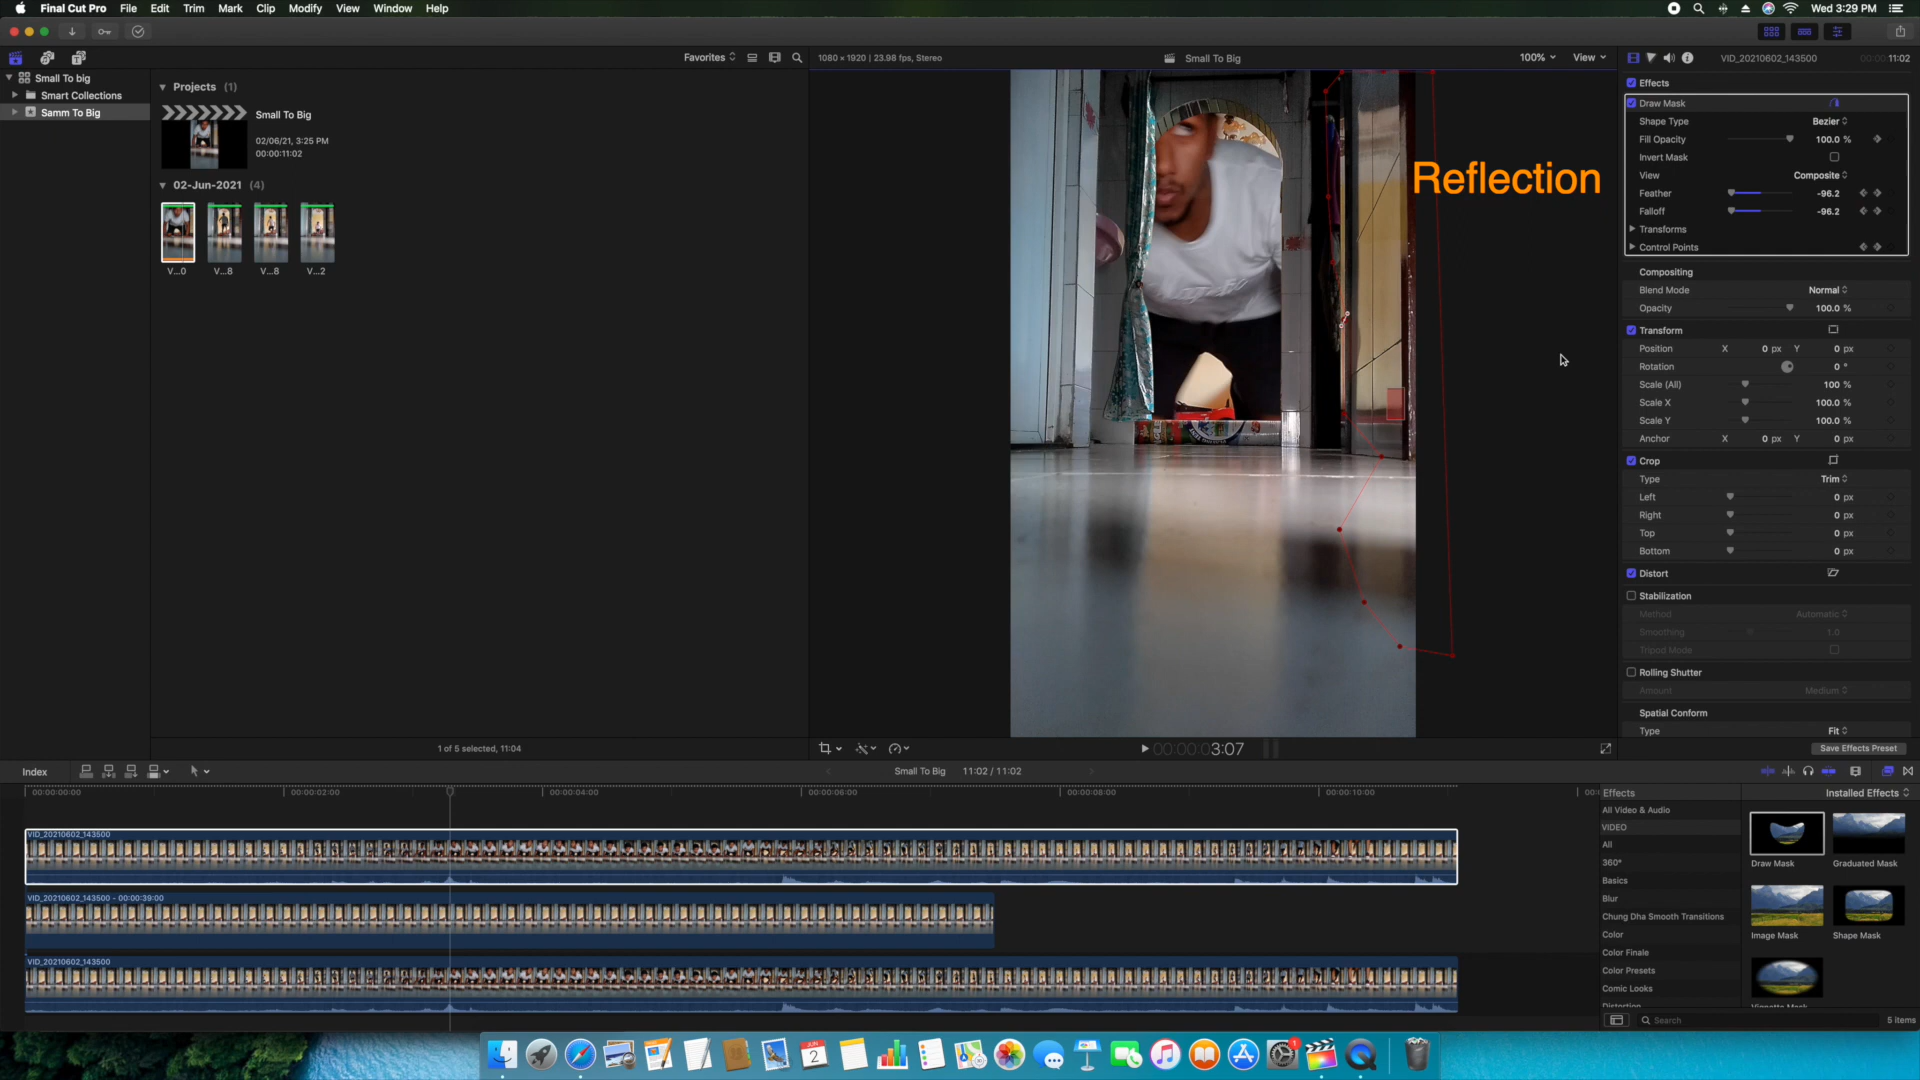 Final Cut Pro File Edit Trim Mark Clip Modify View Window Help Wed 3:29 PM
Favorites
1080 × 1920 | 23.98 fps, Stereo
Small To Big
100%
View
VID_20210602_143500
11:02
Small To big
Smart Collections
Samm To Big
Projects (1)
Small To Big
02/06/21, 3:25 PM
00:00:11:02
02-Jun-2021 (4)
V...0
V...8
V...8
V...2
1 of 5 selected, 11:04
Reflection
00:00:00:03:07
Effects
Draw Mask
Shape Type Bezier
Fill Opacity 100.0 %
Invert Mask
View Composite
Feather -96.2
Falloff -96.2
Transforms
Control Points
Compositing
Blend Mode Normal
Opacity 100.0 %
Transform
Position X 0 px Y 0 px
Rotation 0 °
Scale (All) 100 %
Scale X 100.0 %
Scale Y 100.0 %
Anchor X 0 px Y 0 px
Crop
Type Trim
Left 0 px
Right 0 px
Top 0 px
Bottom 0 px
Distort
Stabilization
Method Automatic
Smoothing 1.0
Tripod Mode
Rolling Shutter
Amount Medium
Spatial Conform
Type Fit
Save Effects Preset
Index
Small To Big 11:02 / 11:02
00:00:00:00 00:00:02:00 00:00:04:00 00:00:06:00 00:00:08:00 00:00:10:00
VID_20210602_143500
VID_20210602_143500 - 00:00:39:00
VID_20210602_143500
Effects Installed Effects
All Video & Audio
VIDEO
All
360°
Basics
Blur
Chung Dha Smooth Transitions
Color
Color Finale
Color Presets
Comic Looks
Distortion
Draw Mask
Graduated Mask
Image Mask
Shape Mask
Vignette Mask
Search
5 items
JUN
2
1